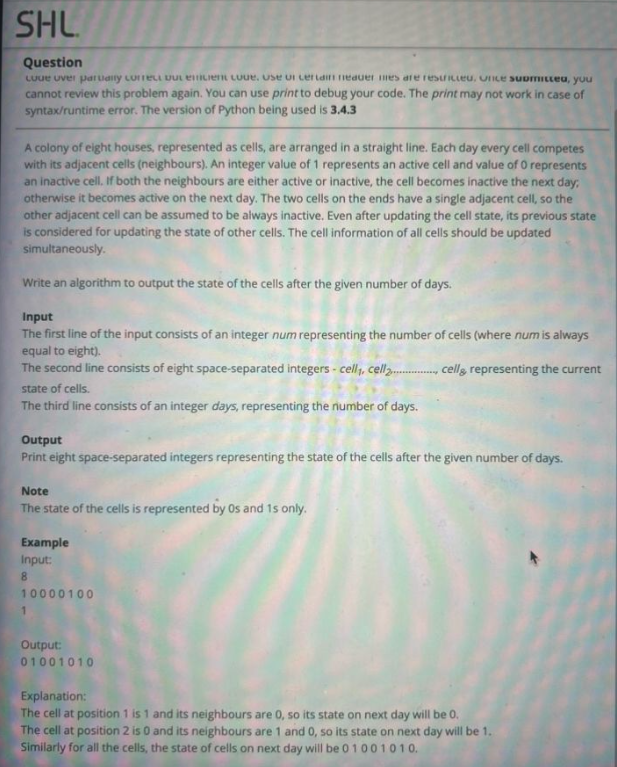 SHL
Question
code over partially correct but efficient code. Use of certain header files are restricted. Once submitted, you
cannot review this problem again. You can use print to debug your code. The print may not work in case of
syntax/runtime error. The version of Python being used is 3.4.3
A colony of eight houses, represented as cells, are arranged in a straight line. Each day every cell competes
with its adjacent cells (neighbours). An integer value of 1 represents an active cell and value of 0 represents
an inactive cell. If both the neighbours are either active or inactive, the cell becomes inactive the next day;
otherwise it becomes active on the next day. The two cells on the ends have a single adjacent cell, so the
other adjacent cell can be assumed to be always inactive. Even after updating the cell state, its previous state
is considered for updating the state of other cells. The cell information of all cells should be updated
simultaneously.
Write an algorithm to output the state of the cells after the given number of days.
Input
The first line of the input consists of an integer num representing the number of cells (where num is always
equal to eight).
The second line consists of eight space-separated integers - cell1, cell2..............., cell8, representing the current
state of cells.
The third line consists of an integer days, representing the number of days.
Output
Print eight space-separated integers representing the state of the cells after the given number of days.
Note
The state of the cells is represented by 0s and 1s only.
Example
Input:
8
1 0 0 0 0 1 0 0
1
Output:
0 1 0 0 1 0 1 0
Explanation:
The cell at position 1 is 1 and its neighbours are 0, so its state on next day will be 0.
The cell at position 2 is 0 and its neighbours are 1 and 0, so its state on next day will be 1.
Similarly for all the cells, the state of cells on next day will be 0 1 0 0 1 0 1 0.